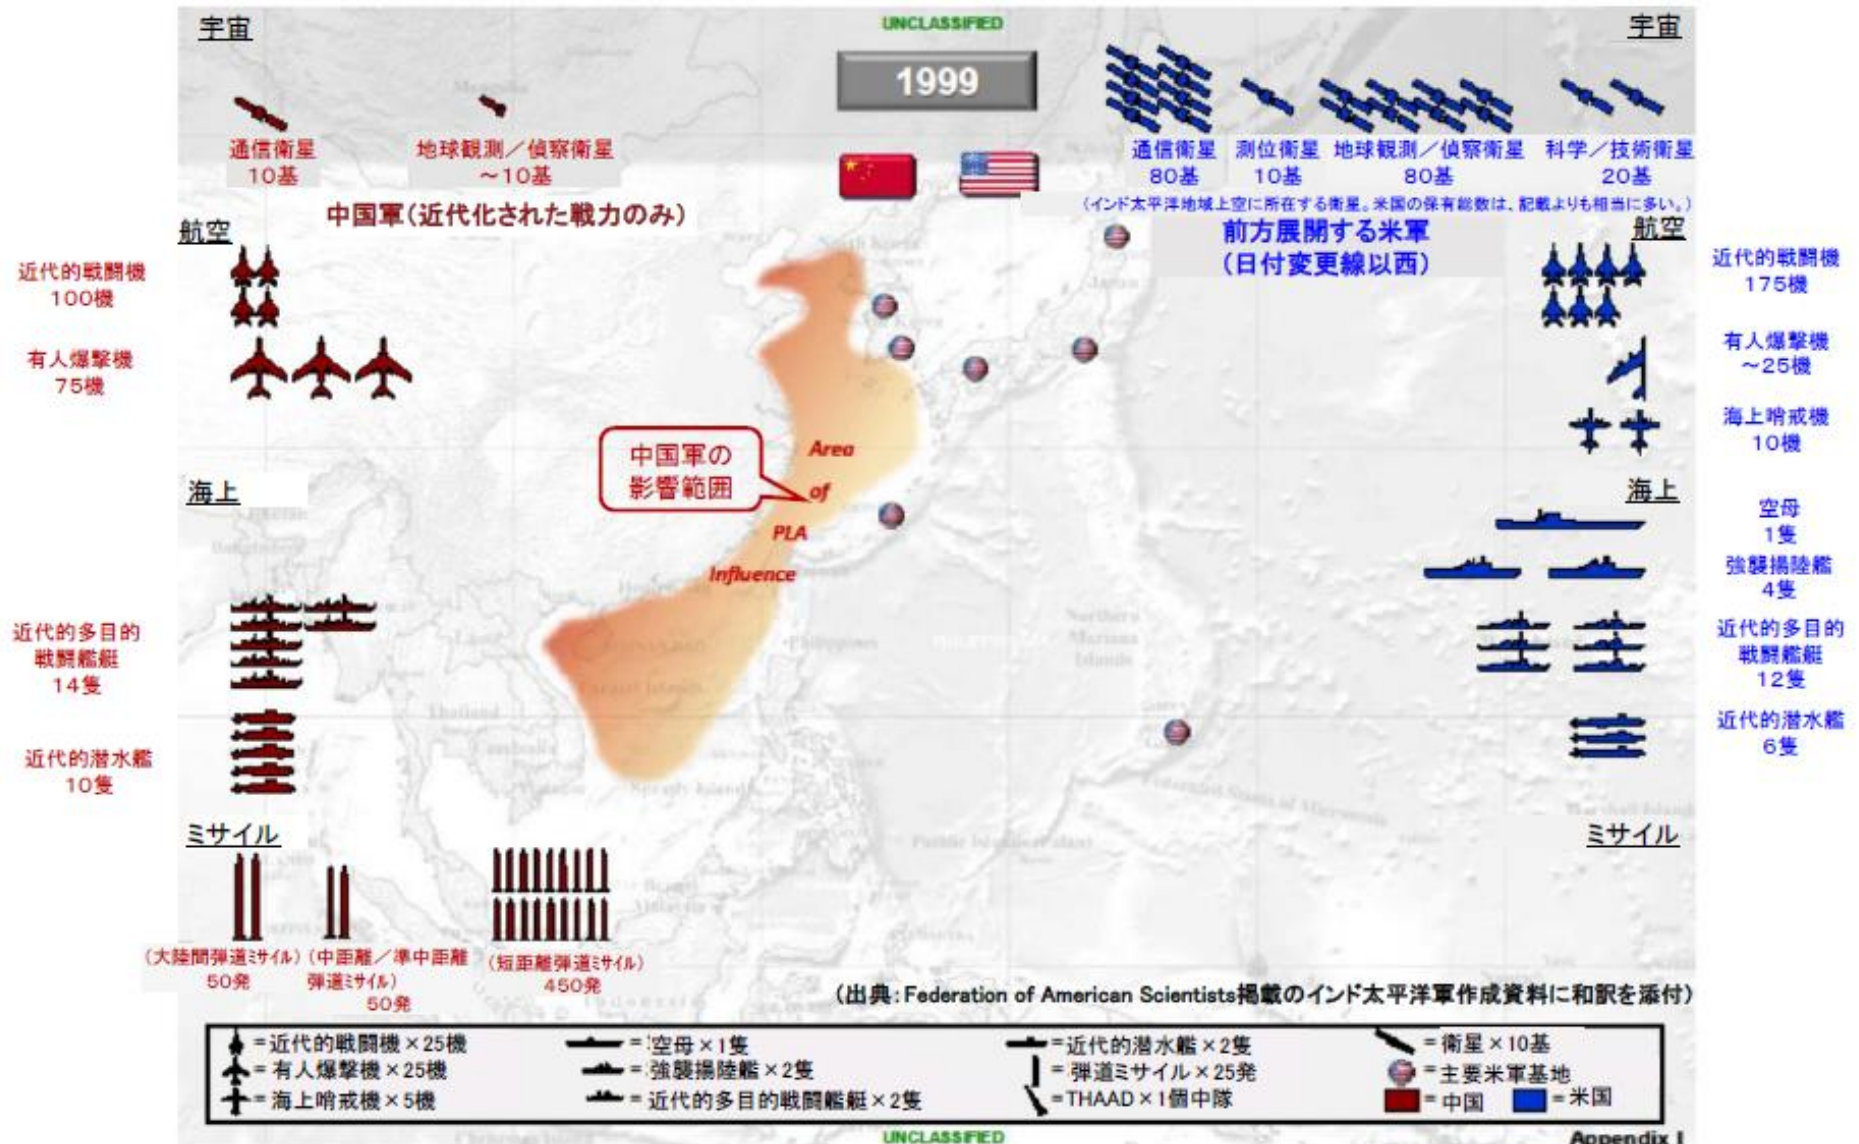 UNCLASSIFIED
1999
宇宙
通信衛星
10基
地球観測／偵察衛星
～10基
中国軍（近代化された戦力のみ）
航空
近代的戦闘機
100機
有人爆撃機
75機
海上
近代的多目的
戦闘艦艇
14隻
近代的潜水艦
10隻
ミサイル
（大陸間弾道ミサイル）
50発
（中距離／準中距離
弾道ミサイル）
50発
（短距離弾道ミサイル）
450発
中国軍の
影響範囲
Area
of
PLA
Influence
宇宙
通信衛星
80基
測位衛星
10基
地球観測／偵察衛星
80基
科学／技術衛星
20基
（インド太平洋地域上空に所在する衛星。米国の保有総数は、記載よりも相当に多い。）
前方展開する米軍
（日付変更線以西）
航空
近代的戦闘機
175機
有人爆撃機
～25機
海上哨戒機
10機
海上
空母
1隻
強襲揚陸艦
4隻
近代的多目的
戦闘艦艇
12隻
近代的潜水艦
6隻
ミサイル
Northern
Mariana
Islands
Philippines
Thailand
Japan
（出典：Federation of American Scientists掲載のインド太平洋軍作成資料に和訳を添付）
＝近代的戦闘機×25機
＝有人爆撃機×25機
＝海上哨戒機×5機
＝空母×1隻
＝強襲揚陸艦×2隻
＝近代的多目的戦闘艦艇×2隻
＝近代的潜水艦×2隻
＝弾道ミサイル×25発
＝THAAD×1個中隊
＝衛星×10基
＝主要米軍基地
＝中国
＝米国
UNCLASSIFIED
Appendix I